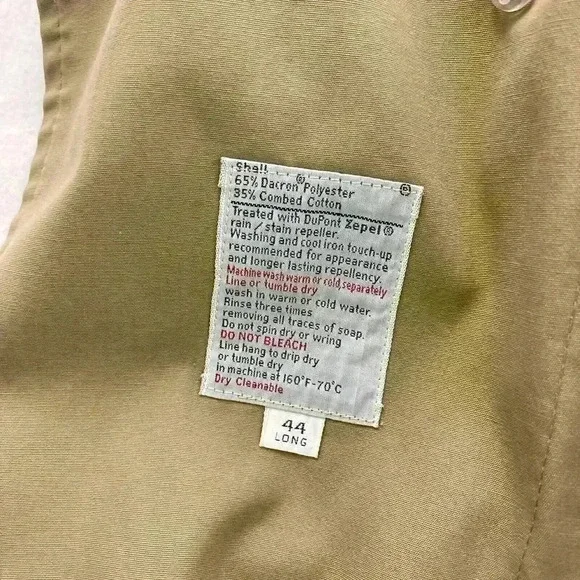 Shell
65% Dacron® Polyester
35% Combed Cotton
Treated with DuPont Zepel®
rain/stain repeller.
Washing and cool iron touch-up
recommended for appearance
and longer lasting repellency.
Machine wash warm or cold, separately
Line or tumble dry
wash in warm or cold water.
Rinse three times
removing all traces of soap.
Do not spin dry or wring
DO NOT BLEACH
Line hang to drip dry
or tumble dry
in machine at 160°F-70°C
Dry Cleanable
44
LONG